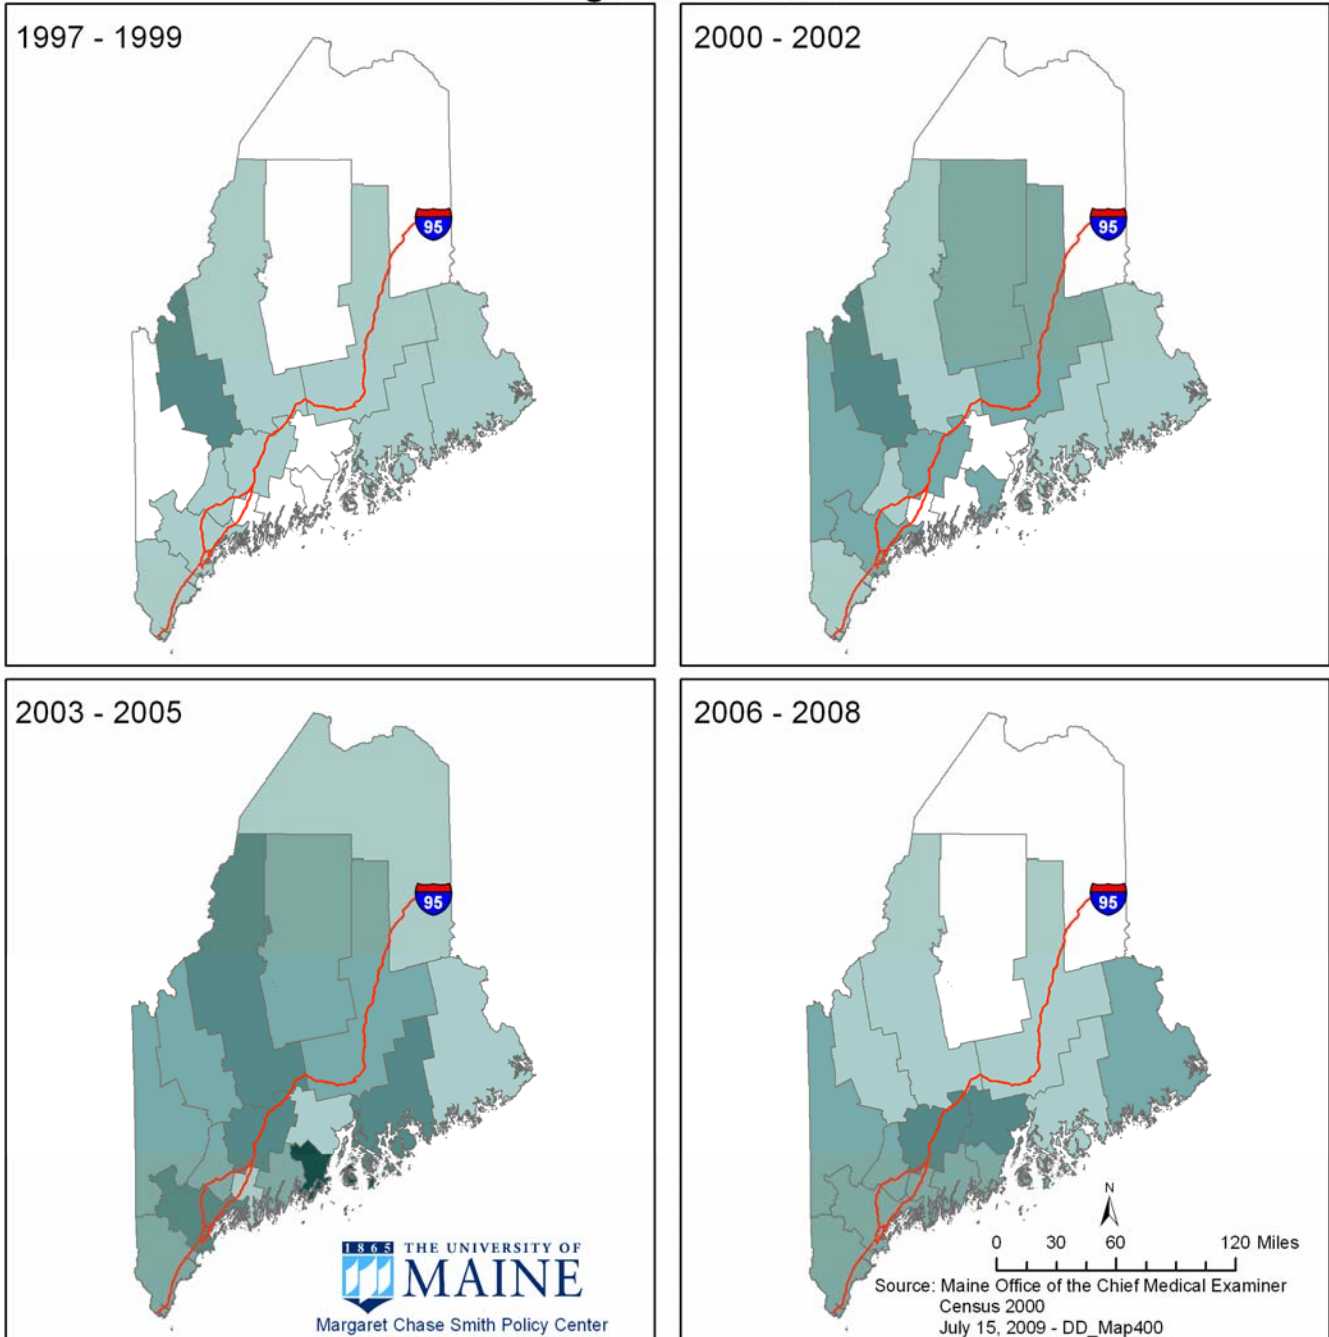 1997 - 1999
2000 - 2002
95
95
2003 - 2005
2006 - 2008
95
95
N
0 30 60 120 Miles
1865 THE UNIVERSITY OF
MAINE
Margaret Chase Smith Policy Center
Source: Maine Office of the Chief Medical Examiner
Census 2000
July 15, 2009 - DD_Map400